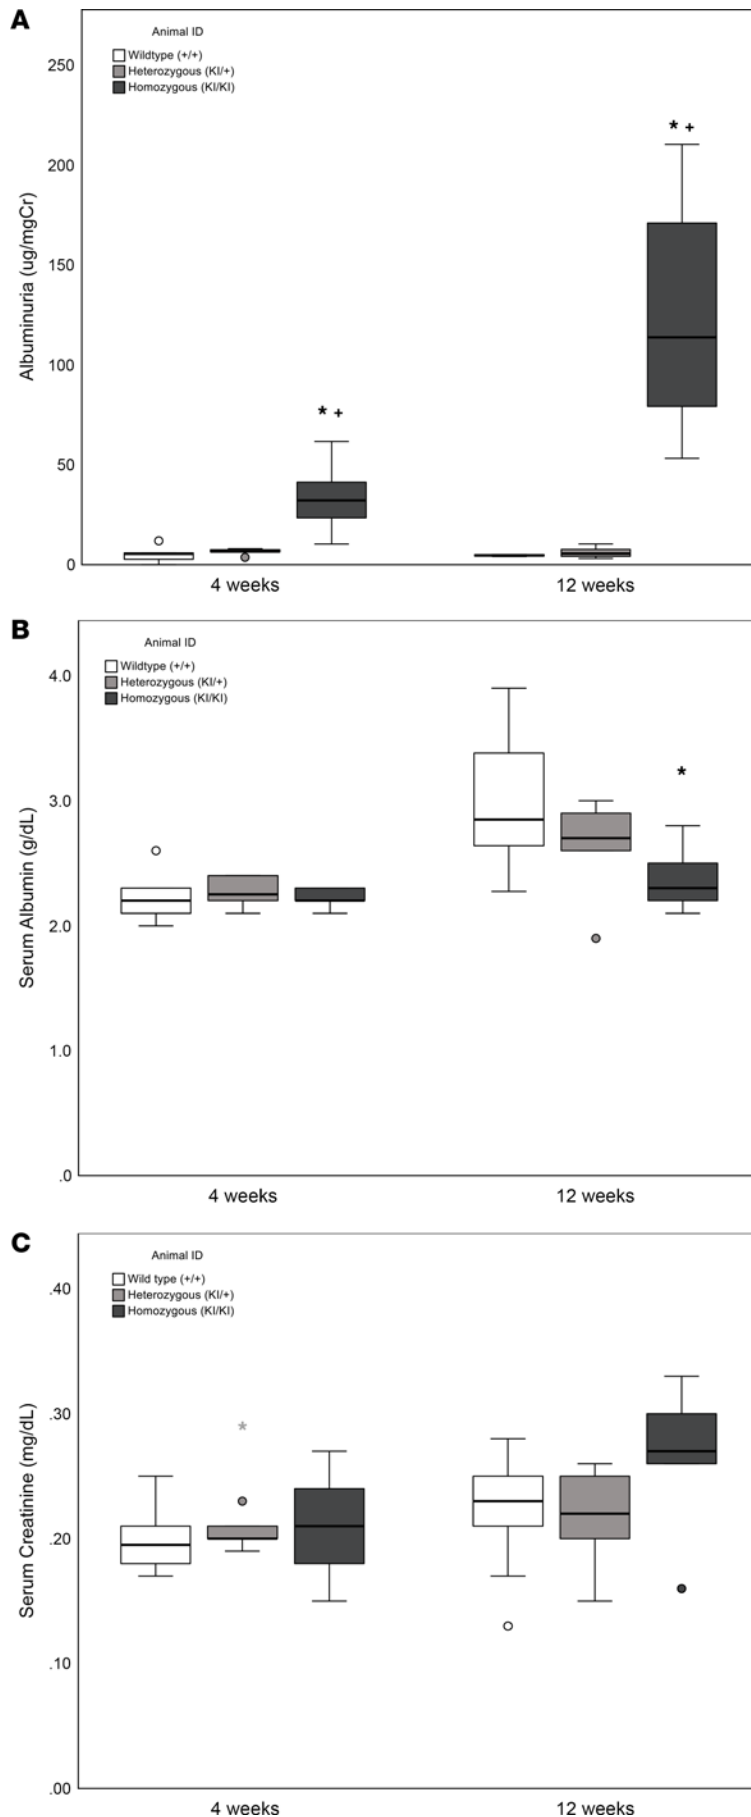 A
Animal ID
Wildtype (+/+)
Heterozygous (KI/+)
Homozygous (KI/KI)
Albuminuria (ug/mgCr)
250
200
150
100
50
0
* +
* +
4 weeks
12 weeks
B
Animal ID
Wildtype (+/+)
Heterozygous (KI/+)
Homozygous (KI/KI)
Serum Albumin (g/dL)
4.0
3.0
2.0
1.0
.0
*
4 weeks
12 weeks
C
Animal ID
Wild type (+/+)
Heterozygous (KI/+)
Homozygous (KI/KI)
Serum Creatinine (mg/dL)
.40
.30
.20
.10
.00
*
4 weeks
12 weeks